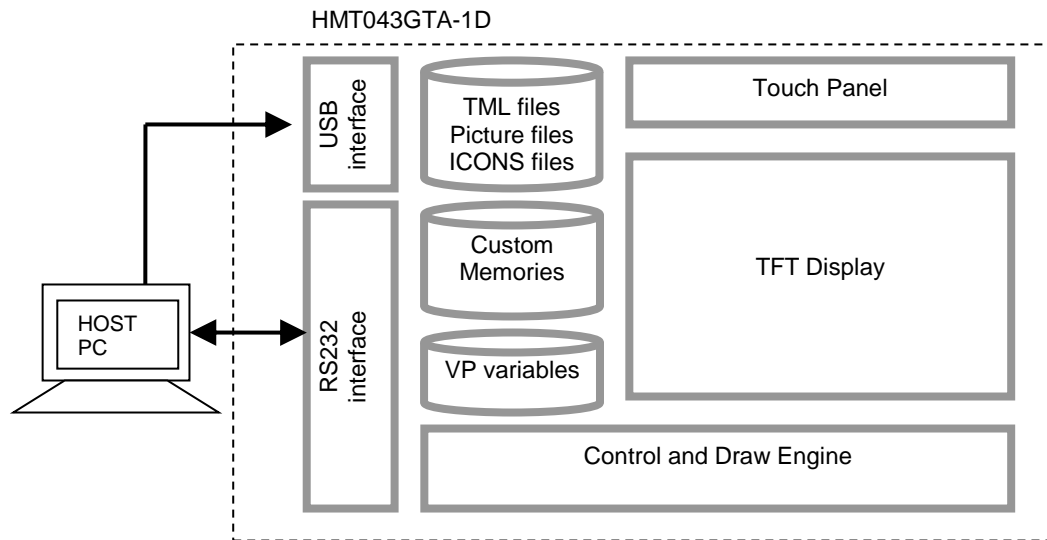 HMT043GTA-1D
USB
interface
TML files
Picture files
ICONS files
Touch Panel
Custom
Memories
TFT Display
HOST
PC
RS232
interface
VP variables
Control and Draw Engine